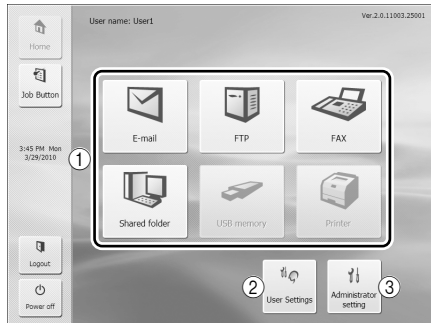 User name: User1
Ver.2.0.11003.25001
Home
Job Button
3:45 PM Mon
3/29/2010
Logout
Power off
1
E-mail
FTP
FAX
Shared folder
USB memory
Printer
2
User Settings
Administrator
setting
3